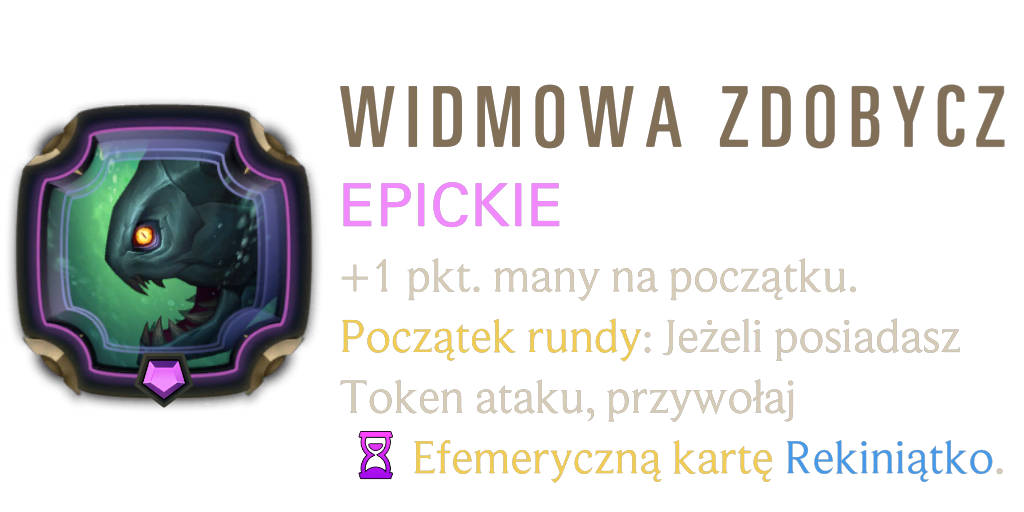 WIDMOWA ZDOBYCZ
EPICKIE
+1 pkt. many na początku.
Początek rundy: Jeżeli posiadasz
Token ataku, przywołaj
Efemeryczną kartę Rekiniątko.